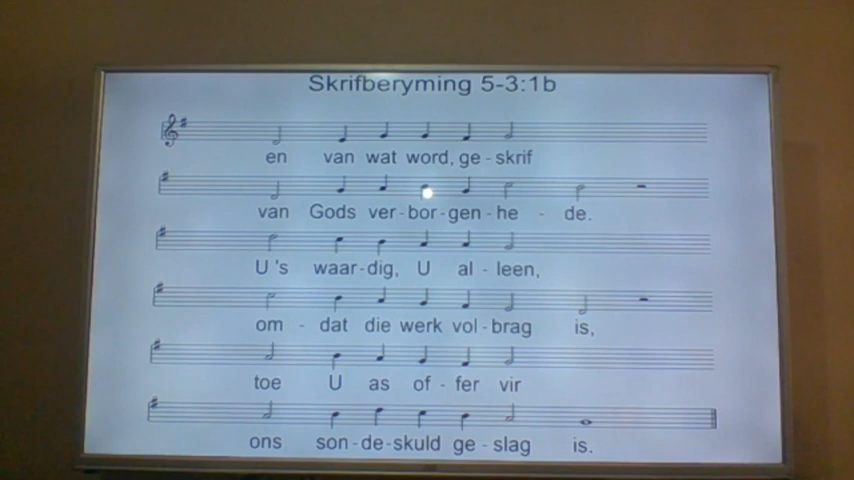 Skrifberyming 5-3:1b
en van wat word, ge - skrif
van Gods ver - bor - gen - he - de.
U 's waar - dig, U al - leen,
om - dat die werk vol - brag is,
toe U as of - fer vir
ons son - de - skuld ge - slag is.